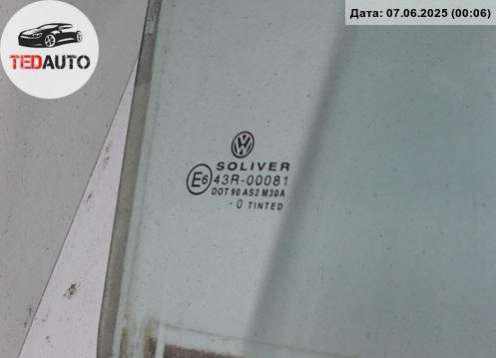 Дата: 07.06.2025 (00:06)
TEDAUTO
VW
SOLIVER
E6 43R-00081
DOT 90 AS2 M30A
·0 TINTED